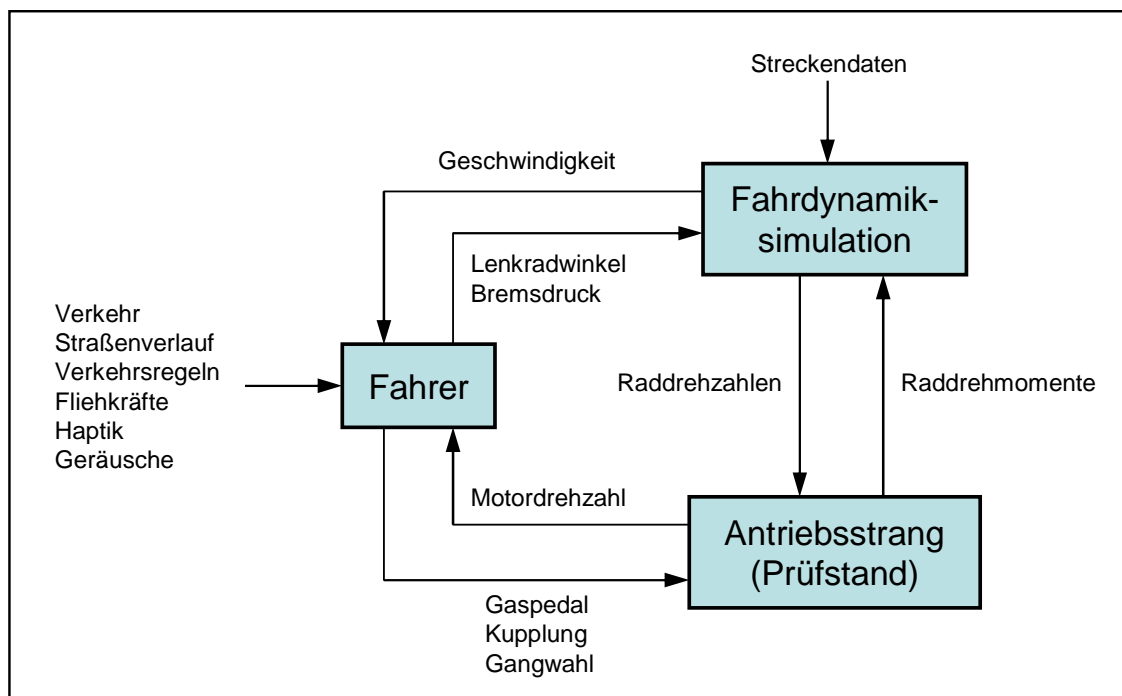 Streckendaten
Geschwindigkeit
Fahrdynamik-
simulation
Lenkradwinkel
Bremsdruck
Verkehr
Straßenverlauf
Verkehrsregeln
Fliehkräfte
Haptik
Geräusche
Fahrer
Raddrehzahlen
Raddrehmomente
Motordrehzahl
Antriebsstrang
(Prüfstand)
Gaspedal
Kupplung
Gangwahl